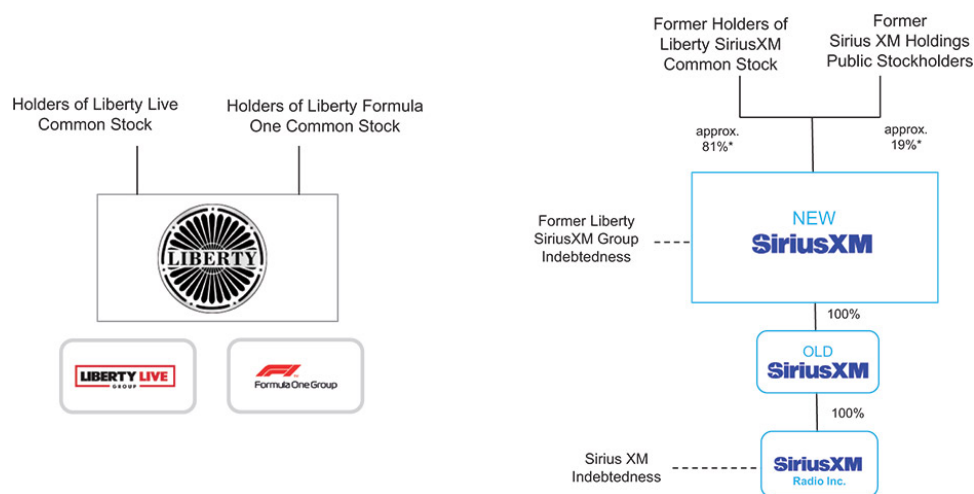 Holders of Liberty Live
Common Stock
Holders of Liberty Formula
One Common Stock
LIBERTY
LIBERTY LIVE
GROUP
F1
Formula One Group
Former Holders of
Liberty SiriusXM
Common Stock
Former
Sirius XM Holdings
Public Stockholders
approx.
81%*
approx.
19%*
NEW
SiriusXM
Former Liberty
SiriusXM Group
Indebtedness
100%
OLD
SiriusXM
100%
Sirius XM
Indebtedness
SiriusXM
Radio Inc.